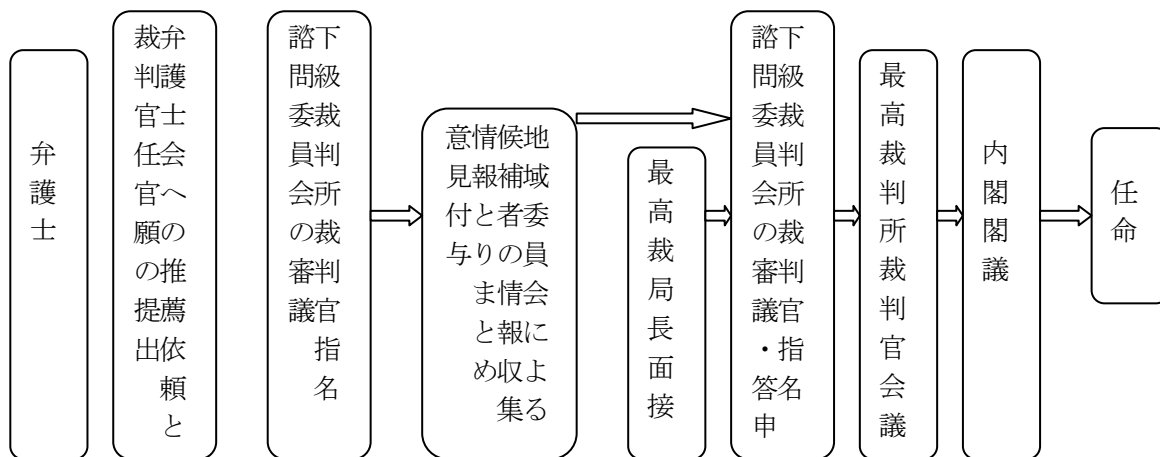 弁護士
弁護士会への推薦依頼と
裁判官任官願の提出
下級裁判所の裁判官指名
諮問委員会の審議
地域委員会による
候補者の情報収集
情報とりまとめ
意見付与
最高裁局長面接
下級裁判所の裁判官指名
諮問委員会の審議・答申
最高裁判所裁判官会議
内閣閣議
任命